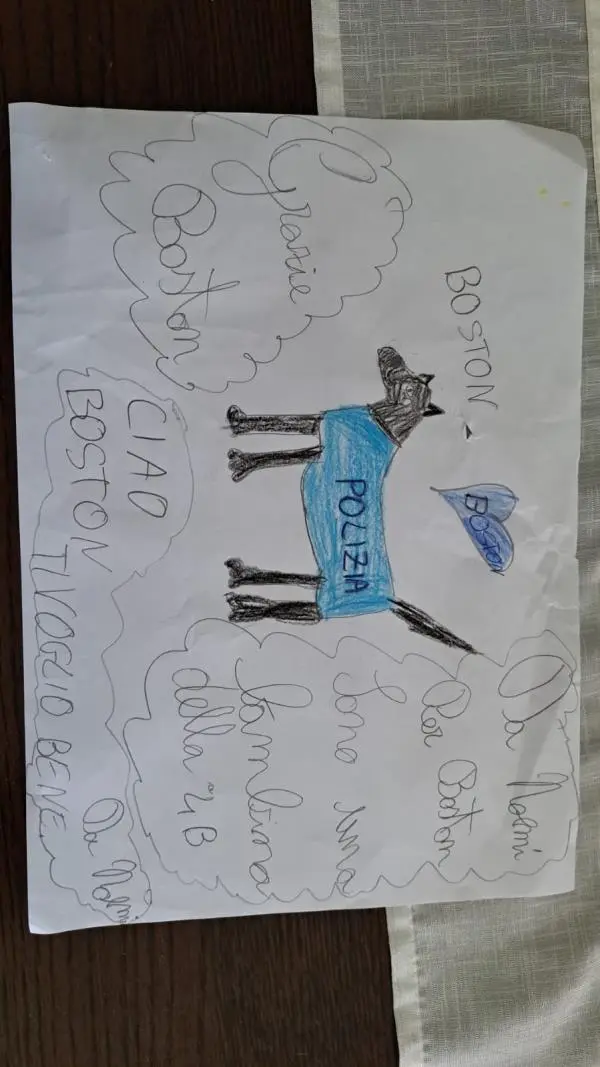 BOSTON
BOSTON
Grazie
Boston
POLIZIA
Da Noemi
Per Boston
Sono una
bambina
della 4B
CIAO
BOSTON
TI VOGLIO BENE
Da Noemi